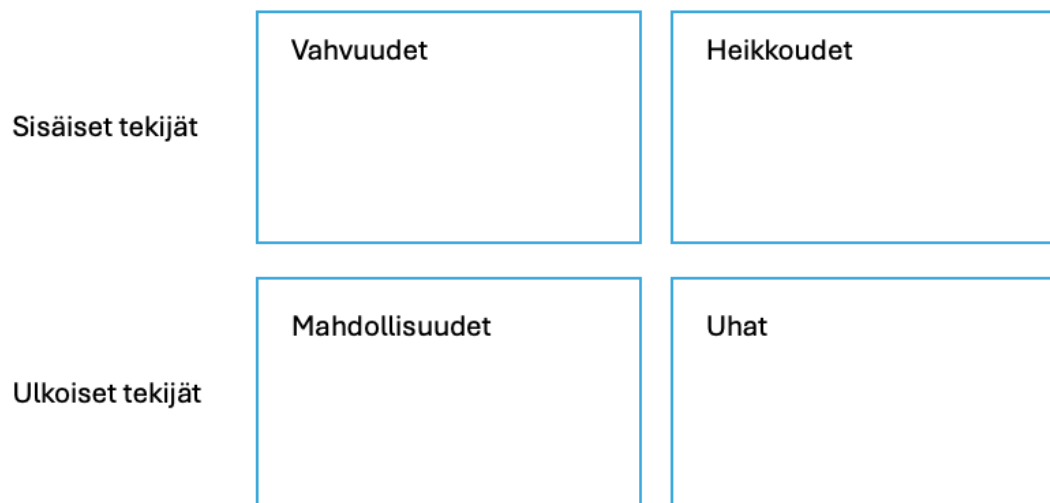 Vahvuudet
Heikkoudet
Sisäiset tekijät
Mahdollisuudet
Uhat
Ulkoiset tekijät